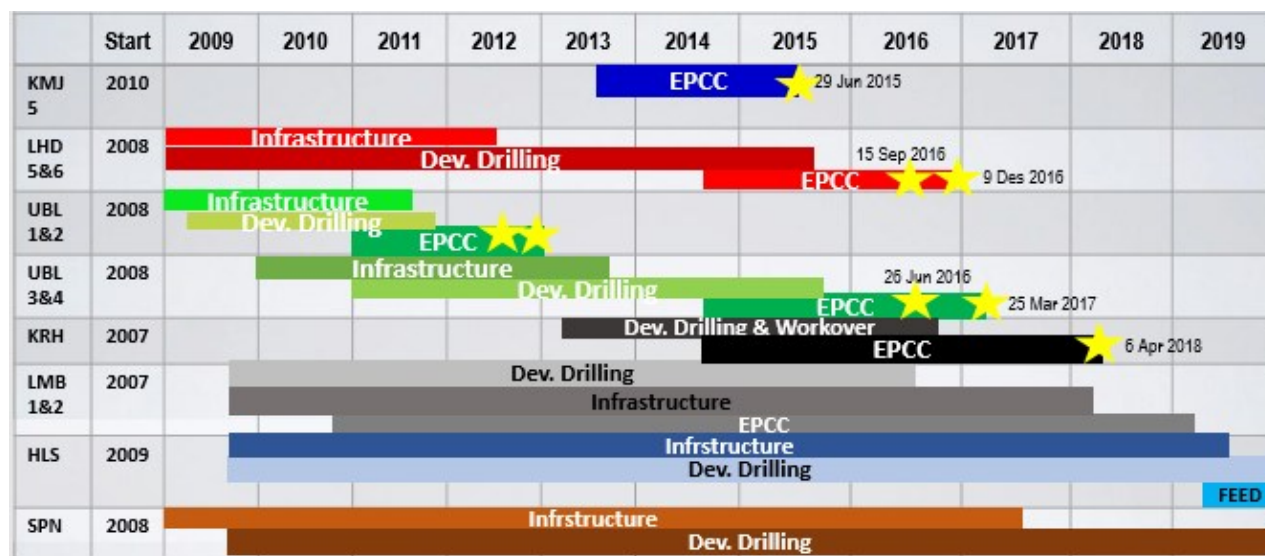 Start 2009 2010 2011 2012 2013 2014 2015 2016 2017 2018 2019
KMJ 5 2010 EPCC 29 Jun 2015
LHD 5&6 2008 Infrastructure
Dev. Drilling
15 Sep 2016
EPCC 9 Des 2016
UBL 1&2 2008 Infrastructure
Dev. Drilling
EPCC
UBL 3&4 2008 Infrastructure
26 Jun 2016
Dev. Drilling
EPCC 25 Mar 2017
KRH 2007 Dev. Drilling & Workover
EPCC 6 Apr 2018
LMB 1&2 2007 Dev. Drilling
Infrastructure
EPCC
HLS 2009 Infrstructure
Dev. Drilling
FEED
SPN 2008 Infrstructure
Dev. Drilling